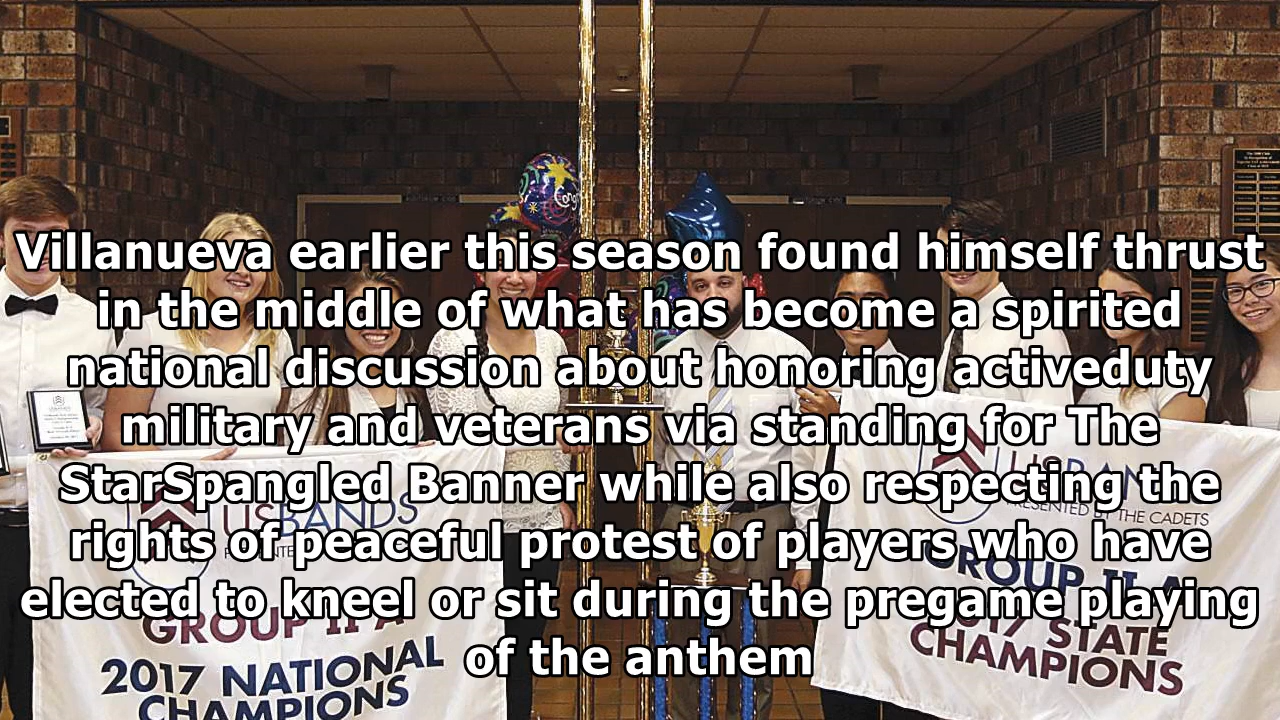 Villanueva earlier this season found himself thrust
in the middle of what has become a spirited
national discussion about honoring activeduty
military and veterans via standing for The
StarSpangled Banner while also respecting the
rights of peaceful protest of players who have
elected to kneel or sit during the pregame playing
of the anthem
USBANDS
GROUP II A
2017 NATIONAL
CHAMPIONS
USBANDS
PRESENTED BY THE CADETS
GROUP II A
2017 STATE
CHAMPIONS